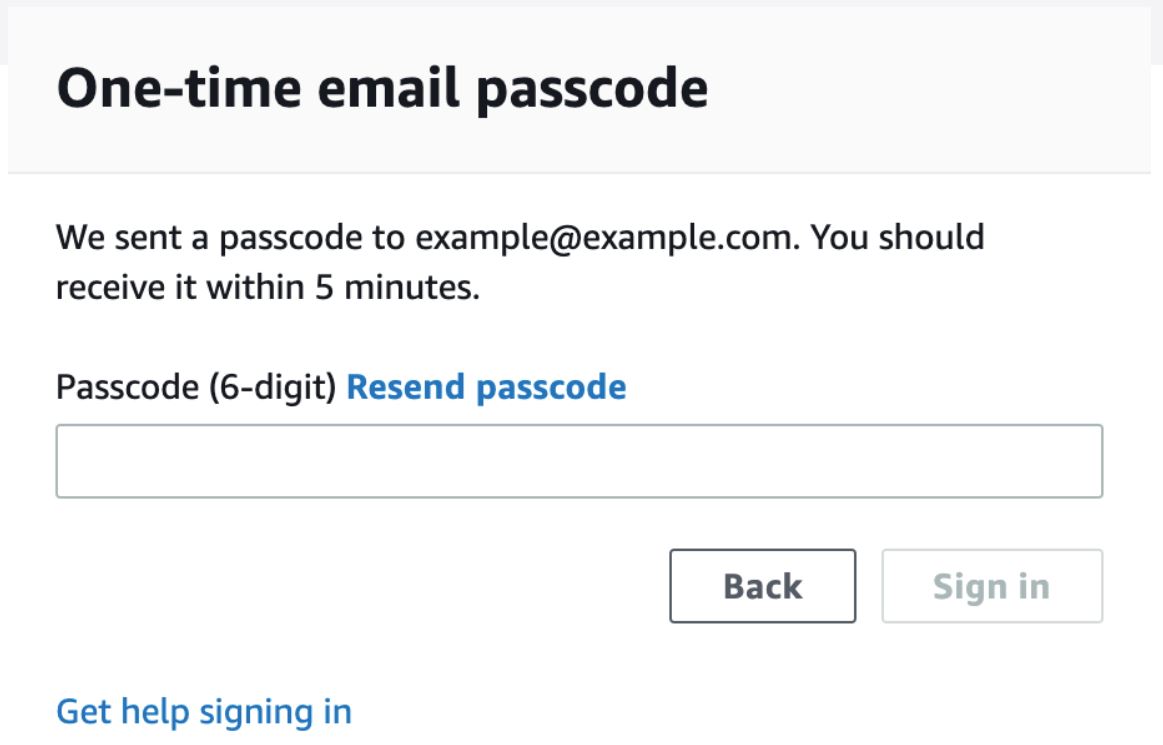 One-time email passcode
We sent a passcode to example@example.com. You should
receive it within 5 minutes.
Passcode (6-digit) Resend passcode
Back Sign in
Get help signing in